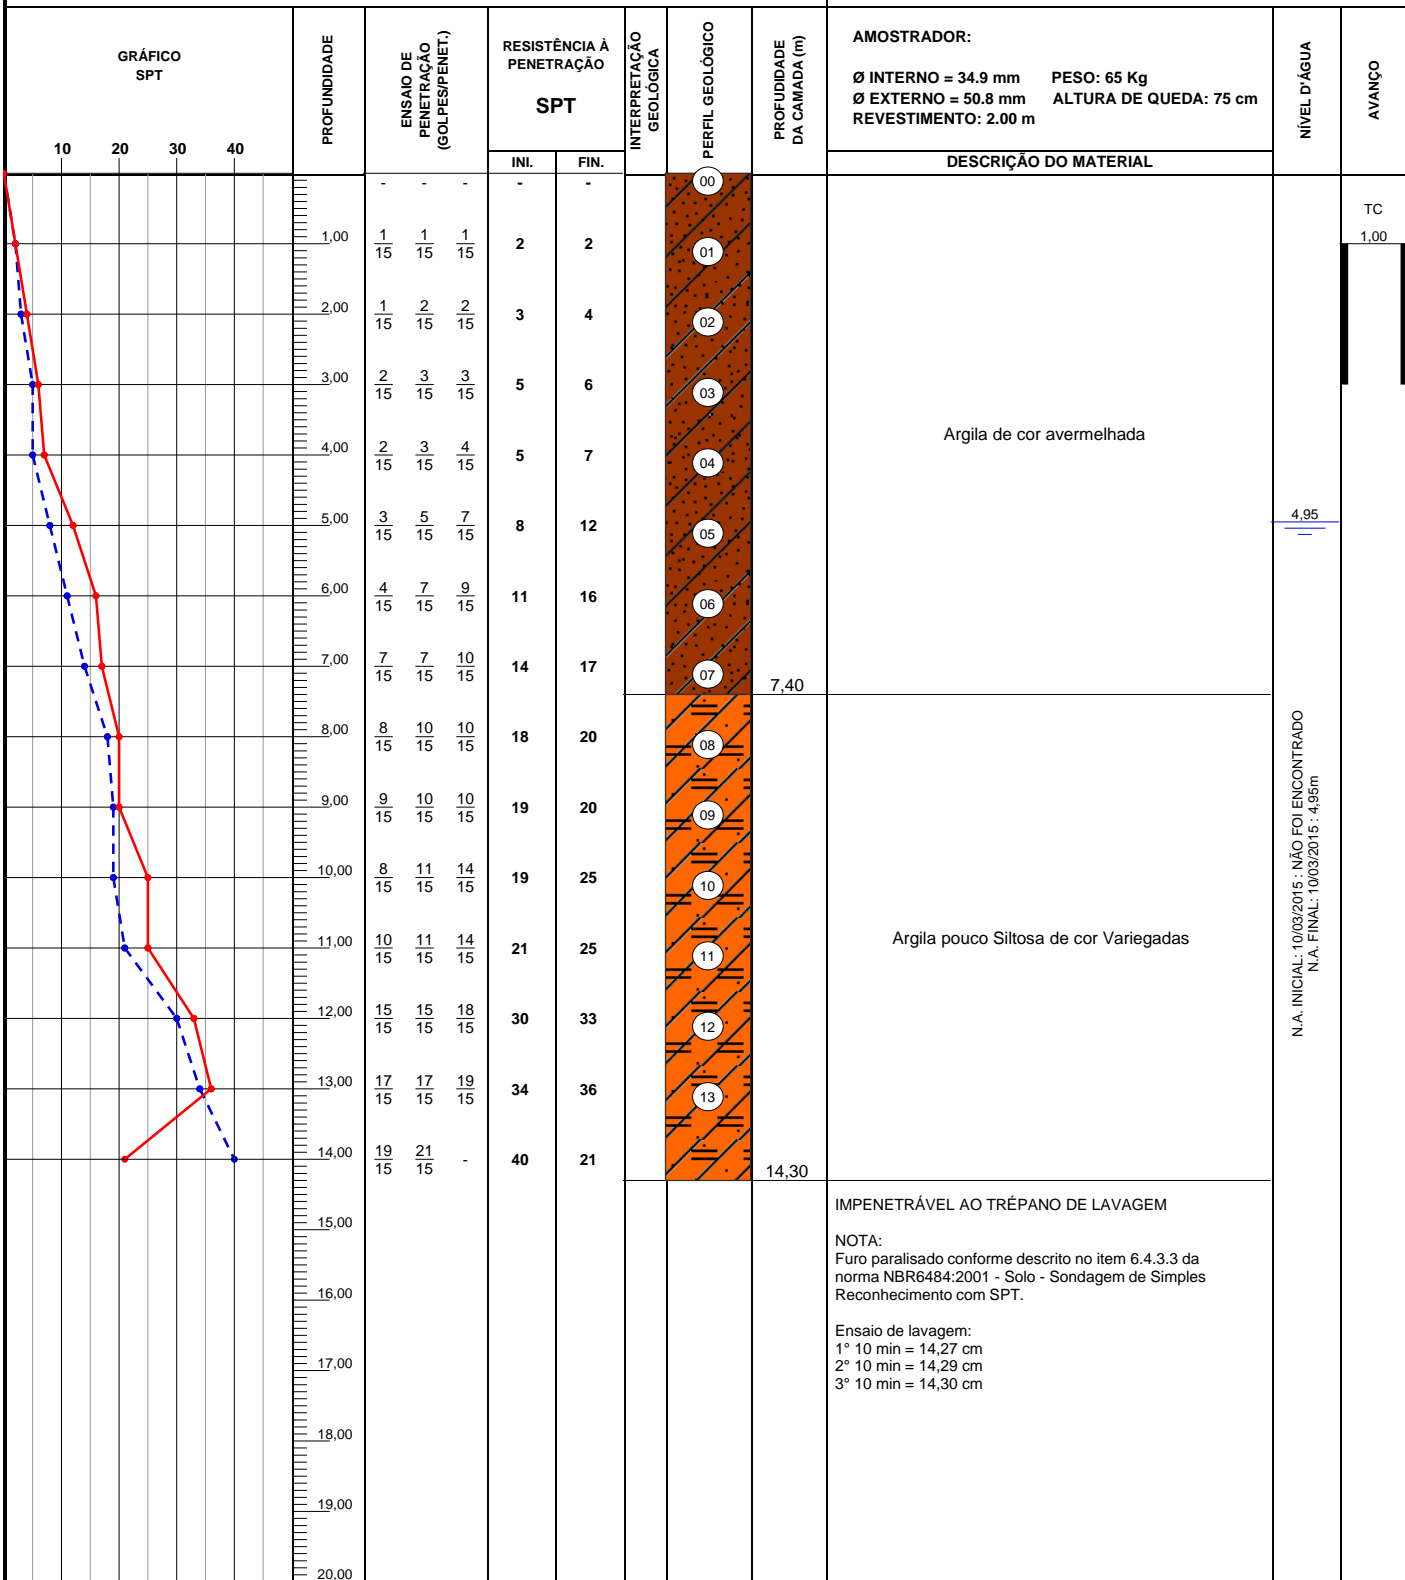 GRÁFICO
SPT
10 20 30 40
PROFUNDIDADE
ENSAIO DE
PENETRAÇÃO
(GOLPES/PENET.)
RESISTÊNCIA À
PENETRAÇÃO
SPT
INI. FIN.
INTERPRETAÇÃO
GEOLÓGICA
PERFIL GEOLÓGICO
PROFUDIDADE
DA CAMADA (m)
AMOSTRADOR:
Ø INTERNO = 34.9 mm PESO: 65 Kg
Ø EXTERNO = 50.8 mm ALTURA DE QUEDA: 75 cm
REVESTIMENTO: 2.00 m
DESCRIÇÃO DO MATERIAL
NÍVEL D'ÁGUA
AVANÇO
- - - - - 00
TC
1,00
1,00 1/15 1/15 1/15 2 2 01
2,00 1/15 2/15 2/15 3 4 02
3,00 2/15 3/15 3/15 5 6 03
Argila de cor avermelhada
4,00 2/15 3/15 4/15 5 7 04
5,00 3/15 5/15 7/15 8 12 05
4,95
6,00 4/15 7/15 9/15 11 16 06
7,00 7/15 7/15 10/15 14 17 07
7,40
8,00 8/15 10/15 10/15 18 20 08
9,00 9/15 10/15 10/15 19 20 09
10,00 8/15 11/15 14/15 19 25 10
11,00 10/15 11/15 14/15 21 25 11
Argila pouco Siltosa de cor Variegadas
12,00 15/15 15/15 18/15 30 33 12
13,00 17/15 17/15 19/15 34 36 13
14,00 19/15 21/15 - 40 21
14,30
N.A. INICIAL: 10/03/2015 : NÃO FOI ENCONTRADO
N.A. FINAL: 10/03/2015 : 4,95m
IMPENETRÁVEL AO TRÉPANO DE LAVAGEM
NOTA:
Furo paralisado conforme descrito no item 6.4.3.3 da
norma NBR6484:2001 - Solo - Sondagem de Simples
Reconhecimento com SPT.
Ensaio de lavagem:
1° 10 min = 14,27 cm
2° 10 min = 14,29 cm
3° 10 min = 14,30 cm
15,00
16,00
17,00
18,00
19,00
20,00